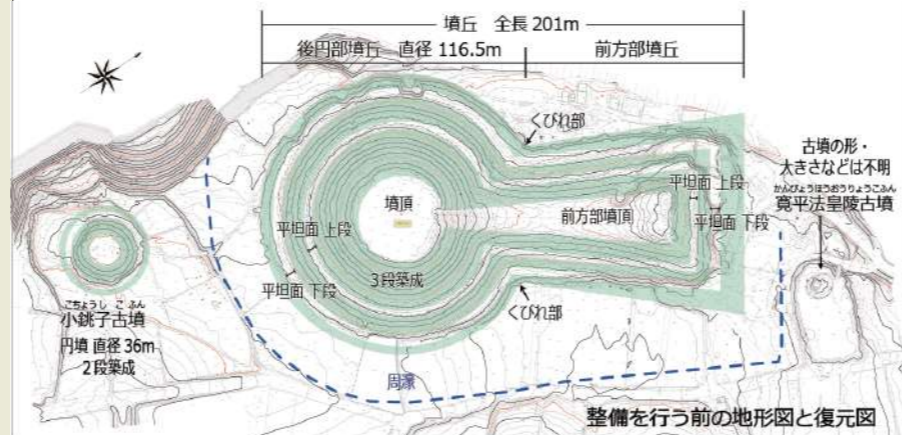 墳丘 全長 201m
後円部墳丘 直径 116.5m
前方部墳丘
くびれ部
古墳の形・
大きさなどは不明
かんぴょうほうおうりょうこふん
寛平法皇陵古墳
平坦面 上段
平坦面 下段
墳頂
前方部墳頂
平坦面 上段
平坦面 下段
3段築成
くびれ部
こちょうし こ ふん
小銚子古墳
円墳 直径 36m
2段築成
周濠
整備を行う前の地形図と復元図